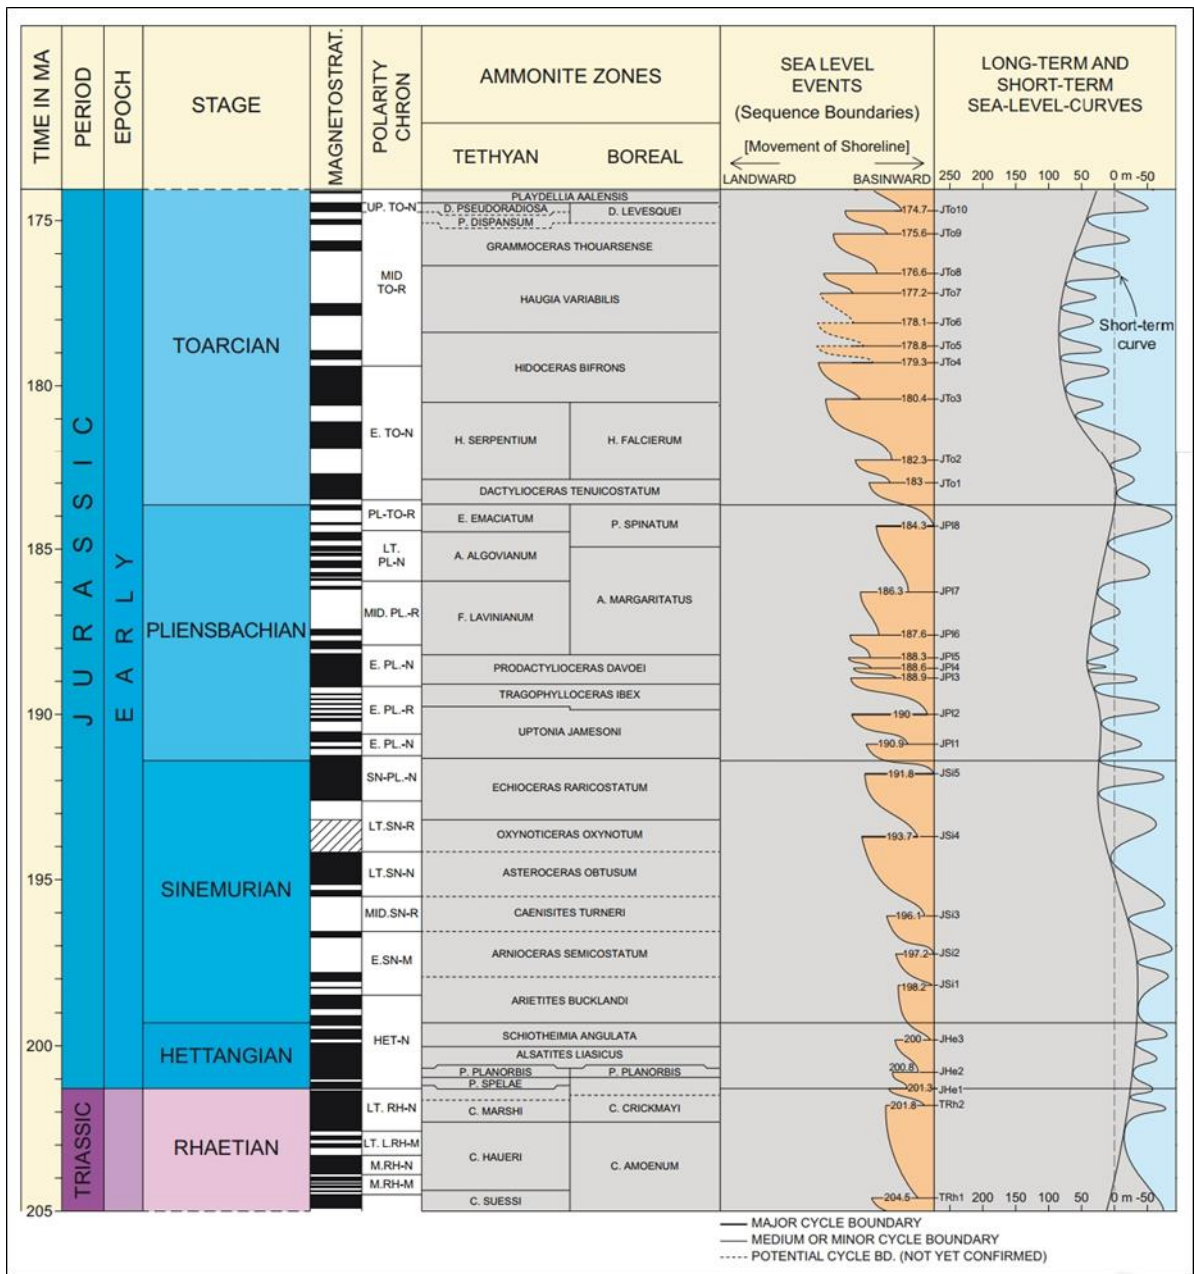 TIME IN MA
PERIOD
EPOCH
STAGE
MAGNETOSTRAT.
POLARITY
CHRON
AMMONITE ZONES
TETHYAN
BOREAL
SEA LEVEL
EVENTS
(Sequence Boundaries)
[Movement of Shoreline]
LANDWARD
BASINWARD
LONG-TERM AND
SHORT-TERM
SEA-LEVEL-CURVES
250 200 150 100 50 0 m -50
175
180
185
190
195
200
205
JURASSIC
TRIASSIC
EARLY
TOARCIAN
PLIENSBACHIAN
SINEMURIAN
HETTANGIAN
RHAETIAN
UP. TO-N
MID
TO-R
E. TO-N
PL-TO-R
LT.
PL-N
MID. PL.-R
E. PL.-N
E. PL.-R
E. PL.-N
SN-PL.-N
LT.SN-R
LT.SN-N
MID.SN-R
E.SN-M
HET-N
LT. RH-N
LT. L.RH-M
M.RH-N
M.RH-M
PLAYDELLIA AALENSIS
D. PSEUDORADIOSA
D. LEVESQUEI
P. DISPANSUM
GRAMMOCERAS THOUARSENSE
HAUGIA VARIABILIS
HIDOCERAS BIFRONS
H. SERPENTIUM
H. FALCIERUM
DACTYLIOCERAS TENUICOSTATUM
E. EMACIATUM
P. SPINATUM
A. ALGOVIANUM
A. MARGARITATUS
F. LAVINIANUM
PRODACTYLIOCERAS DAVOEI
TRAGOPHYLLOCERAS IBEX
UPTONIA JAMESONI
ECHIOCERAS RARICOSTATUM
OXYNOTICERAS OXYNOTUM
ASTEROCERAS OBTUSUM
CAENISITES TURNERI
ARNIOCERAS SEMICOSTATUM
ARIETITES BUCKLANDI
SCHIOTHEIMIA ANGULATA
ALSATITES LIASICUS
P. PLANORBIS
P. PLANORBIS
P. SPELAE
C. MARSHI
C. CRICKMAYI
C. HAUERI
C. AMOENUM
C. SUESSI
174.7 JTo10
175.6 JTo9
176.6 JTo8
177.2 JTo7
178.1 JTo6
178.8 JTo5
179.3 JTo4
180.4 JTo3
182.3 JTo2
183 JTo1
184.3 JPl8
186.3 JPl7
187.6 JPl6
188.3 JPl5
188.6 JPl4
188.9 JPl3
190 JPl2
190.9 JPl1
191.8 JSi5
193.7 JSi4
196.1 JSi3
197.2 JSi2
198.2 JSi1
200 JHe3
200.8 JHe2
201.3 JHe1
201.8 TRh2
204.5 TRh1
Short-term
curve
200 150 100 50 0 m -50
MAJOR CYCLE BOUNDARY
MEDIUM OR MINOR CYCLE BOUNDARY
POTENTIAL CYCLE BD. (NOT YET CONFIRMED)